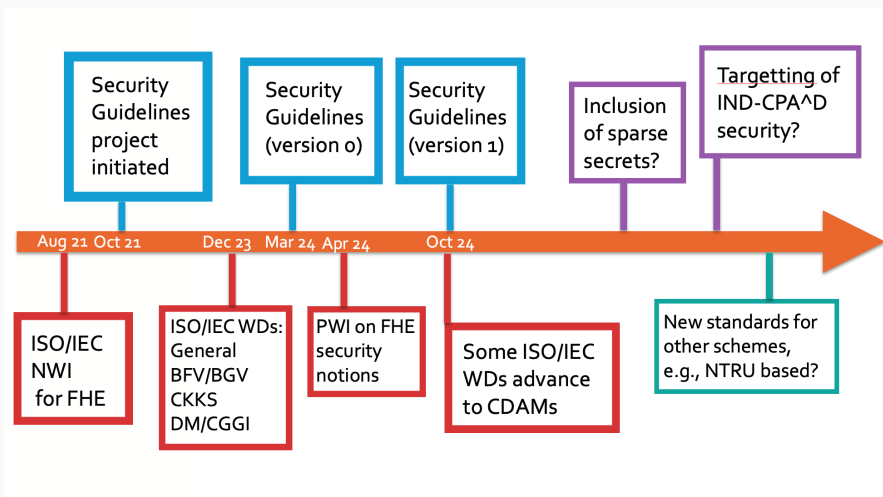 Security
Guidelines
project
initiated
Security
Guidelines
(version 0)
Security
Guidelines
(version 1)
Inclusion
of sparse
secrets?
Targetting of
IND-CPA^D
security?
Aug 21 Oct 21 Dec 23 Mar 24 Apr 24 Oct 24
ISO/IEC
NWI
for FHE
ISO/IEC WDs:
General
BFV/BGV
CKKS
DM/CGGI
PWI on FHE
security
notions
Some ISO/IEC
WDs advance
to CDAMs
New standards for
other schemes,
e.g., NTRU based?